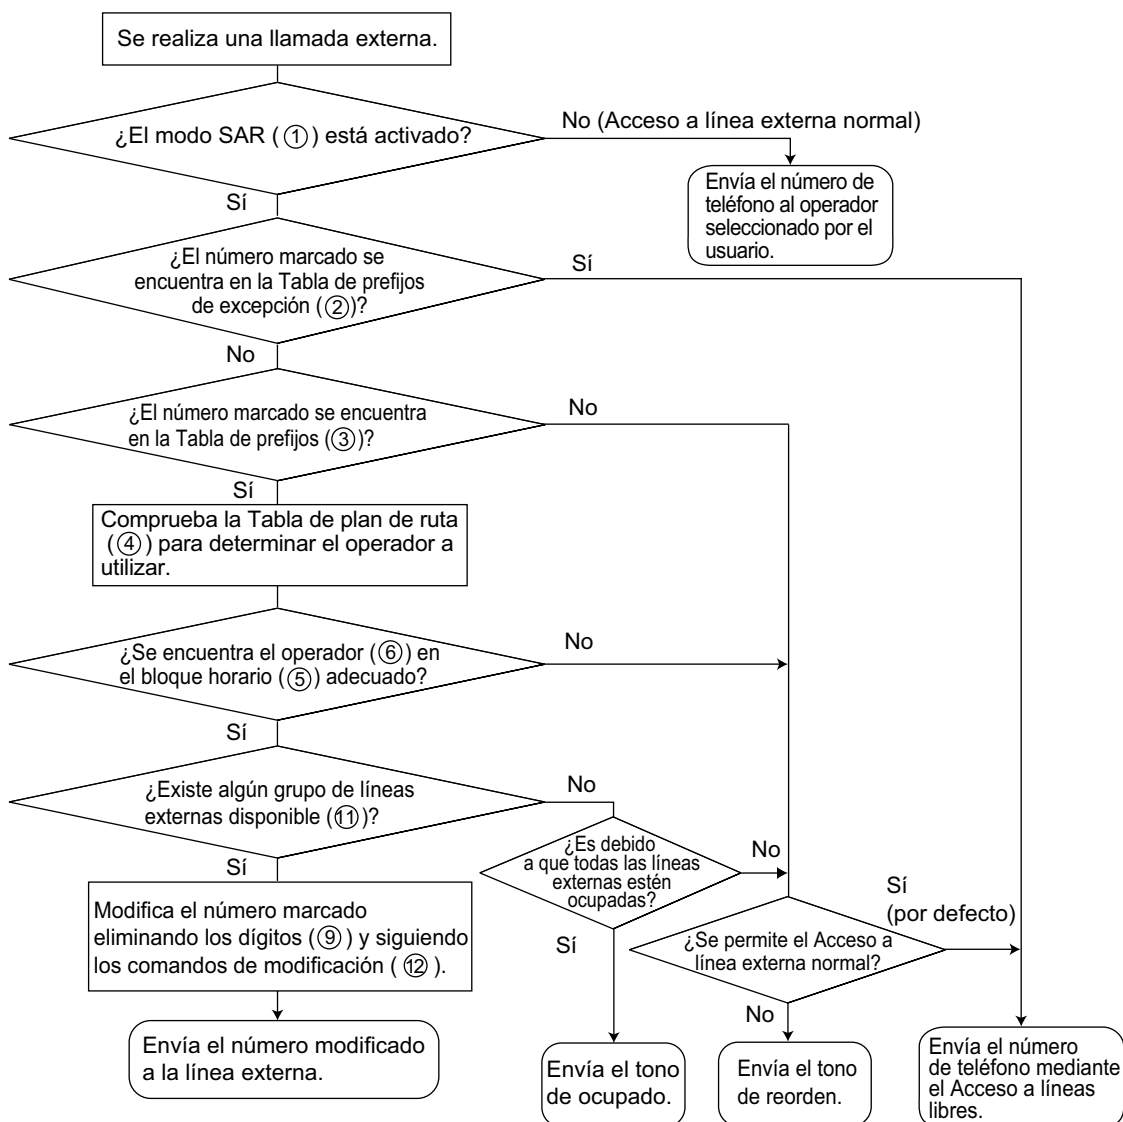 Se realiza una llamada externa.
¿El modo SAR (①) está activado?
No (Acceso a línea externa normal)
Envía el número de
teléfono al operador
seleccionado por el
usuario.
Sí
¿El número marcado se
encuentra en la Tabla de prefijos
de excepción (②)?
Sí
No
¿El número marcado se encuentra
en la Tabla de prefijos (③)?
No
Sí
Comprueba la Tabla de plan de ruta
(④) para determinar el operador a
utilizar.
¿Se encuentra el operador (⑥) en
el bloque horario (⑤) adecuado?
No
Sí
¿Existe algún grupo de líneas
externas disponible (⑪)?
No
¿Es debido
a que todas las líneas
externas estén
ocupadas?
No
Sí
Sí
Modifica el número marcado
eliminando los dígitos (⑨) y siguiendo
los comandos de modificación (⑫).
¿Se permite el Acceso a
línea externa normal?
Sí
(por defecto)
No
Envía el número modificado
a la línea externa.
Envía el tono
de ocupado.
Envía el tono
de reorden.
Envía el número
de teléfono mediante
el Acceso a líneas
libres.